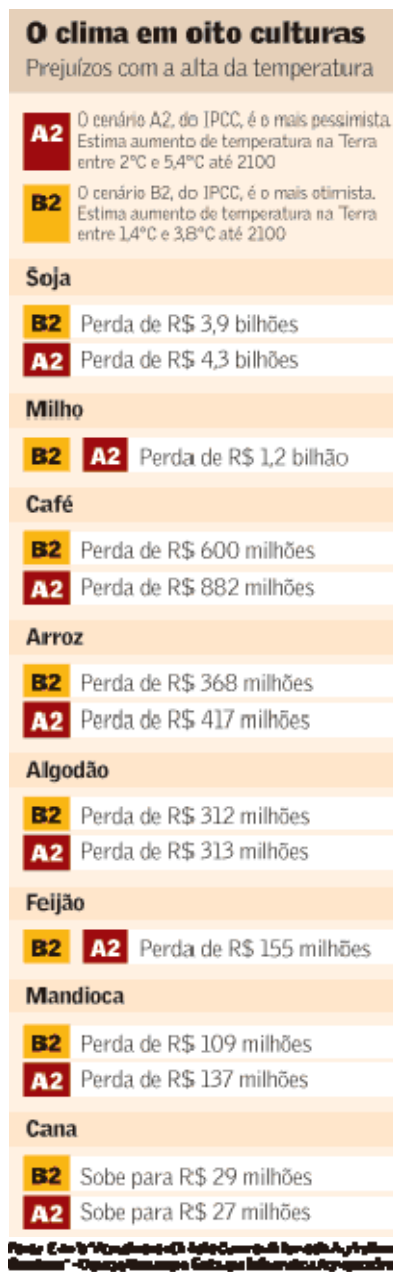 O clima em oito culturas
Prejuízos com a alta da temperatura
A2
O cenário A2, do IPCC, é o mais pessimista.
Estima aumento de temperatura na Terra
entre 2°C e 5,4°C até 2100
B2
O cenário B2, do IPCC, é o mais otimista.
Estima aumento de temperatura na Terra
entre 1,4°C e 3,8°C até 2100
Soja
B2 Perda de R$ 3,9 bilhões
A2 Perda de R$ 4,3 bilhões
Milho
B2 A2 Perda de R$ 1,2 bilhão
Café
B2 Perda de R$ 600 milhões
A2 Perda de R$ 882 milhões
Arroz
B2 Perda de R$ 368 milhões
A2 Perda de R$ 417 milhões
Algodão
B2 Perda de R$ 312 milhões
A2 Perda de R$ 313 milhões
Feijão
B2 A2 Perda de R$ 155 milhões
Mandioca
B2 Perda de R$ 109 milhões
A2 Perda de R$ 137 milhões
Cana
B2 Sobe para R$ 29 milhões
A2 Sobe para R$ 27 milhões